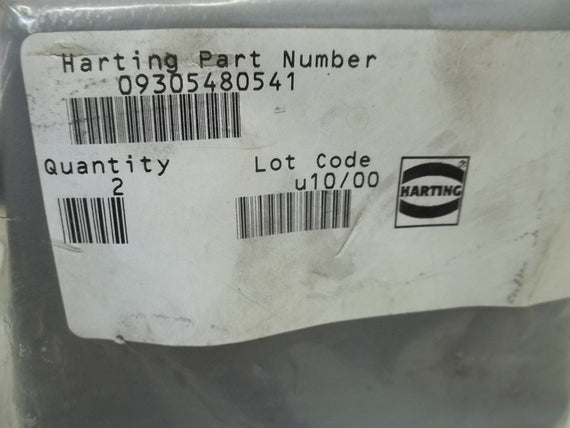 Harting Part Number
09305480541
Quantity
2
Lot Code
u10/00
HARTING